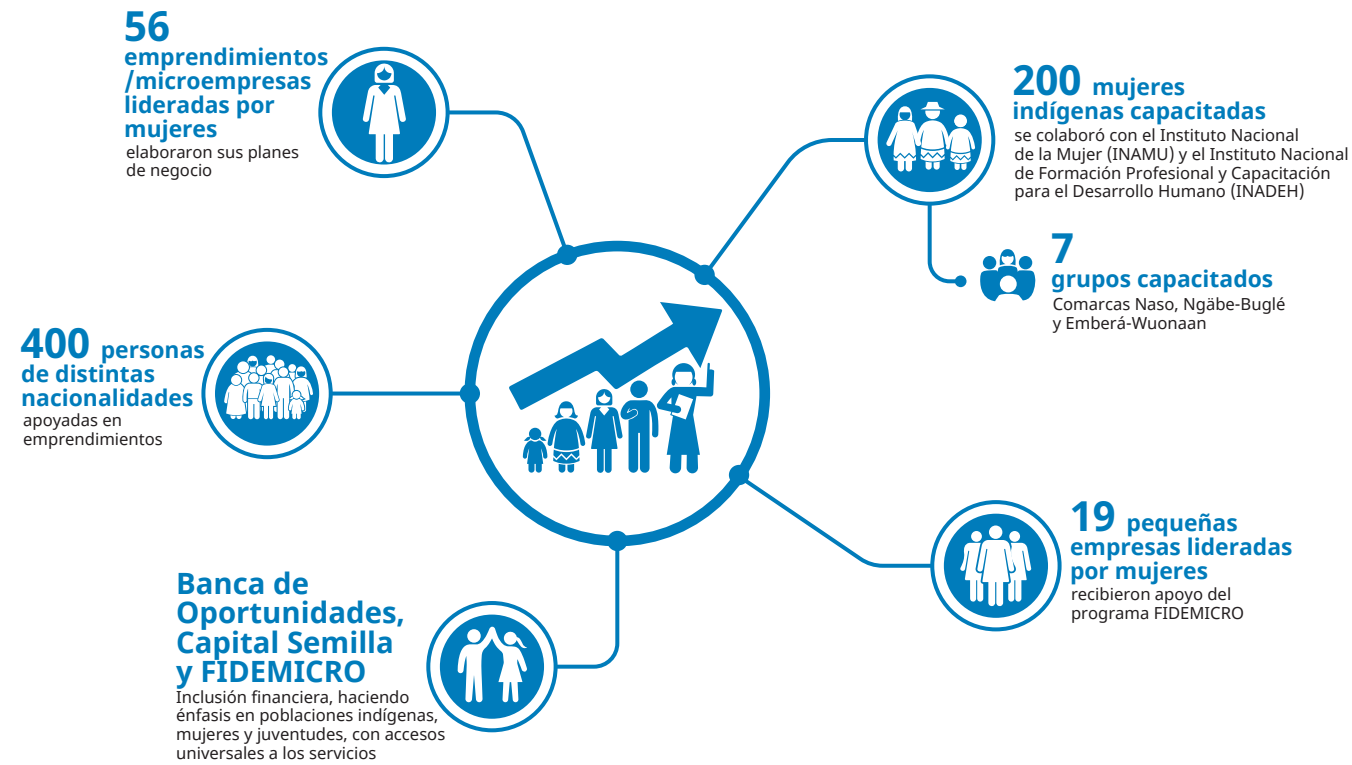 56
emprendimientos
/microempresas
lideradas por
mujeres
elaboraron sus planes
de negocio
200 mujeres
indígenas capacitadas
se colaboró con el Instituto Nacional
de la Mujer (INAMU) y el Instituto Nacional
de Formación Profesional y Capacitación
para el Desarrollo Humano (INADEH)
7
grupos capacitados
Comarcas Naso, Ngäbe-Buglé
y Emberá-Wuonaan
400 personas
de distintas
nacionalidades
apoyadas en
emprendimientos
19 pequeñas
empresas lideradas
por mujeres
recibieron apoyo del
programa FIDEMICRO
Banca de
Oportunidades,
Capital Semilla
y FIDEMICRO
Inclusión financiera, haciendo
énfasis en poblaciones indígenas,
mujeres y juventudes, con accesos
universales a los servicios